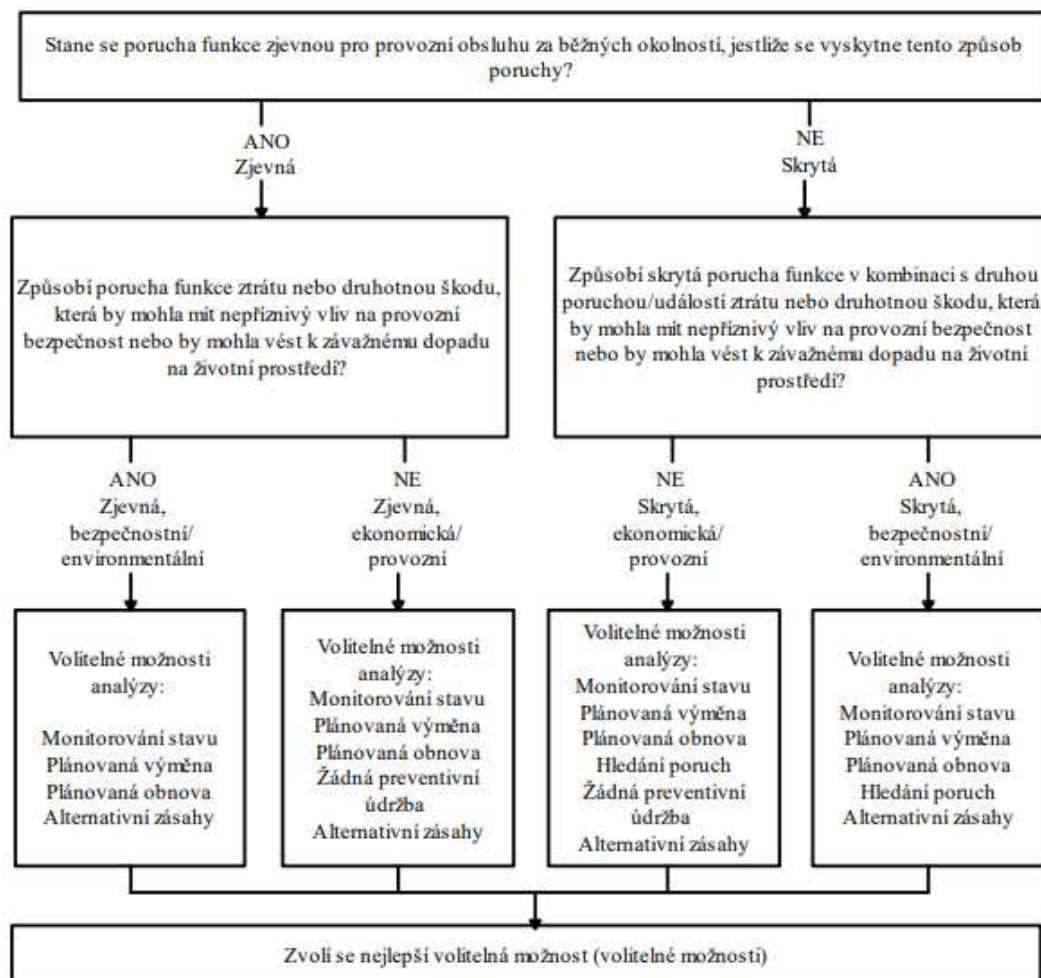 Stane se porucha funkce zjevnou pro provozní obsluhu za běžných okolností, jestliže se vyskytne tento způsob
poruchy?
ANO
Zjevná
NE
Skrytá
Způsobí porucha funkce ztrátu nebo druhotnou škodu,
která by mohla mít nepříznivý vliv na provozní
bezpečnost nebo by mohla vést k závažnému dopadu
na životní prostředí?
Způsobí skrytá porucha funkce v kombinaci s druhou
poruchou/událostí ztrátu nebo druhotnou škodu, která
by mohla mít nepříznivý vliv na provozní bezpečnost
nebo by mohla vést k závažnému dopadu na životní
prostředí?
ANO
Zjevná,
bezpečnostní/
environmentální
NE
Zjevná,
ekonomická/
provozní
NE
Skrytá,
ekonomická/
provozní
ANO
Skrytá,
bezpečnostní/
environmentální
Volitelné možnosti
analýzy:
Monitorování stavu
Plánovaná výměna
Plánovaná obnova
Alternativní zásahy
Volitelné možnosti
analýzy:
Monitorování stavu
Plánovaná výměna
Plánovaná obnova
Žádná preventivní
údržba
Alternativní zásahy
Volitelné možnosti
analýzy:
Monitorování stavu
Plánovaná výměna
Plánovaná obnova
Hledání poruch
Žádná preventivní
údržba
Alternativní zásahy
Volitelné možnosti
analýzy:
Monitorování stavu
Plánovaná výměna
Plánovaná obnova
Hledání poruch
Alternativní zásahy
Zvolí se nejlepší volitelná možnost (volitelné možnosti)